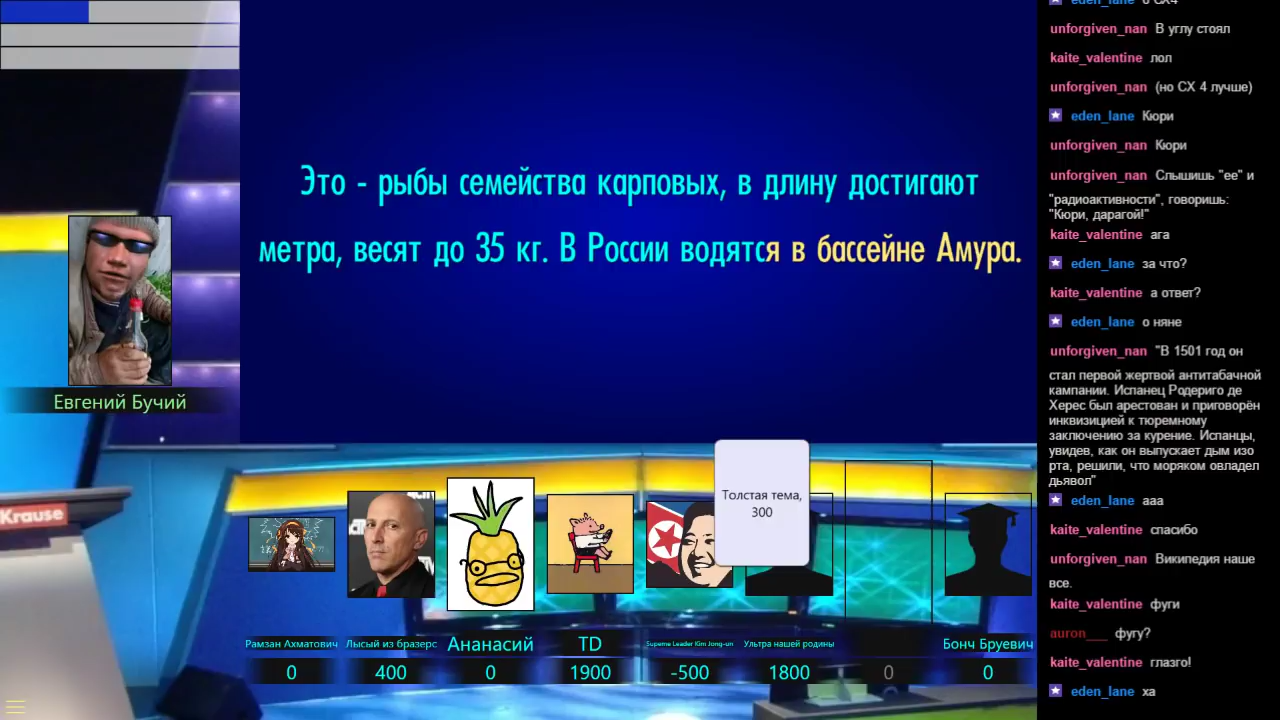 Это - рыбы семейства карповых, в длину достигают
метра, весят до 35 кг. В России водятся в бассейне Амура.
Евгений Бучий
Krause
Толстая тема,
300
Рамзан Ахматович
Лысый из бразерс
Ананасий
TD
Supeme Leader Kim Jong-un
Ультра нашей родины
Бонч Бруевич
0
400
0
1900
-500
1800
0
0
unforgiven_nan В углу стоял
kaite_valentine лол
unforgiven_nan (но СХ 4 лучше)
eden_lane Кюри
unforgiven_nan Кюри
unforgiven_nan Слышишь "ее" и
"радиоактивности", говоришь:
"Кюри, дарагой!"
kaite_valentine ага
eden_lane за что?
kaite_valentine а ответ?
eden_lane о няне
unforgiven_nan "В 1501 год он
стал первой жертвой антитабачной
кампании. Испанец Родериго де
Херес был арестован и приговорён
инквизицией к тюремному
заключению за курение. Испанцы,
увидев, как он выпускает дым изо
рта, решили, что моряком овладел
дьявол"
eden_lane ааа
kaite_valentine спасибо
unforgiven_nan Википедия наше
все.
kaite_valentine фуги
auron___ фугу?
kaite_valentine глазго!
eden_lane ха